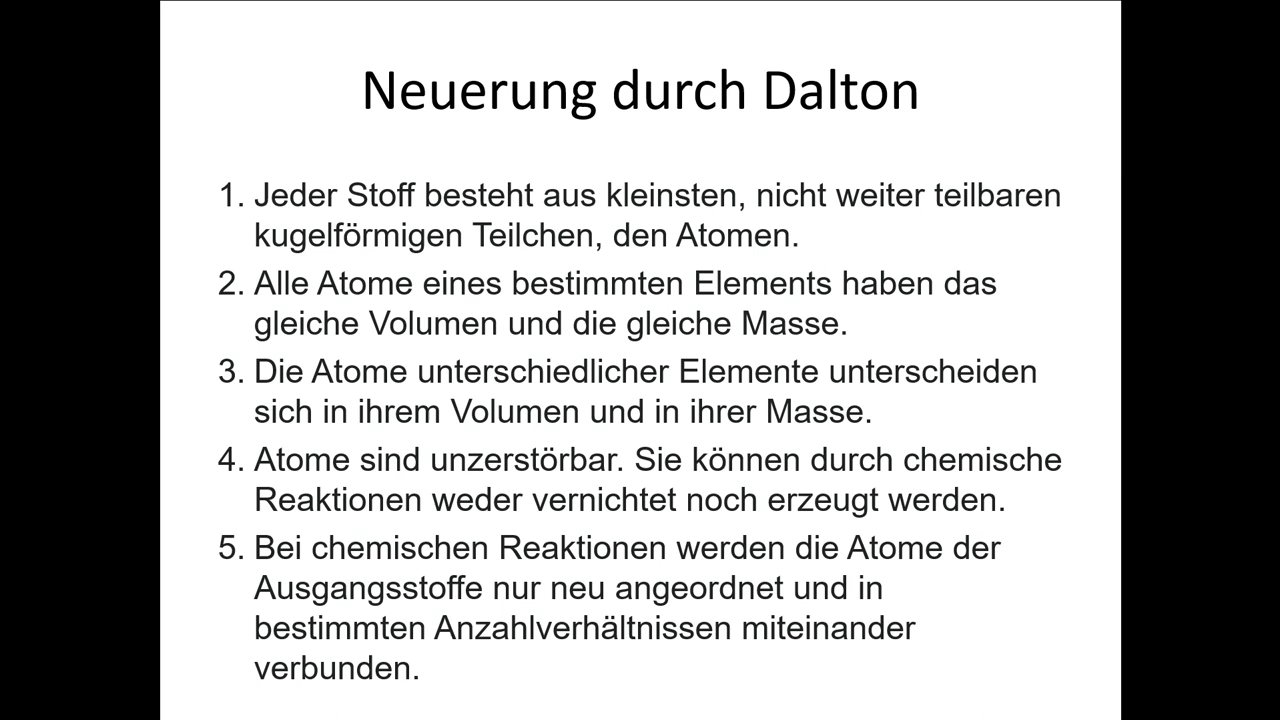 Neuerung durch Dalton
1. Jeder Stoff besteht aus kleinsten, nicht weiter teilbaren
kugelförmigen Teilchen, den Atomen.
2. Alle Atome eines bestimmten Elements haben das
gleiche Volumen und die gleiche Masse.
3. Die Atome unterschiedlicher Elemente unterscheiden
sich in ihrem Volumen und in ihrer Masse.
4. Atome sind unzerstörbar. Sie können durch chemische
Reaktionen weder vernichtet noch erzeugt werden.
5. Bei chemischen Reaktionen werden die Atome der
Ausgangsstoffe nur neu angeordnet und in
bestimmten Anzahlverhältnissen miteinander
verbunden.